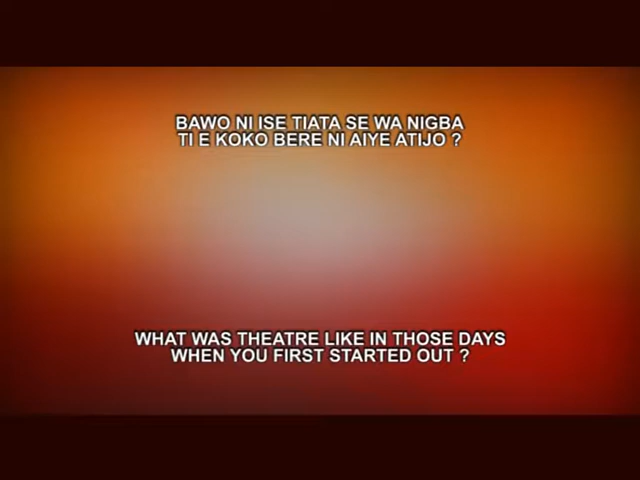 BAWO NI ISE TIATA SE WA NIGBA
TI E KOKO BERE NI AIYE ATIJO ?
WHAT WAS THEATRE LIKE IN THOSE DAYS
WHEN YOU FIRST STARTED OUT ?